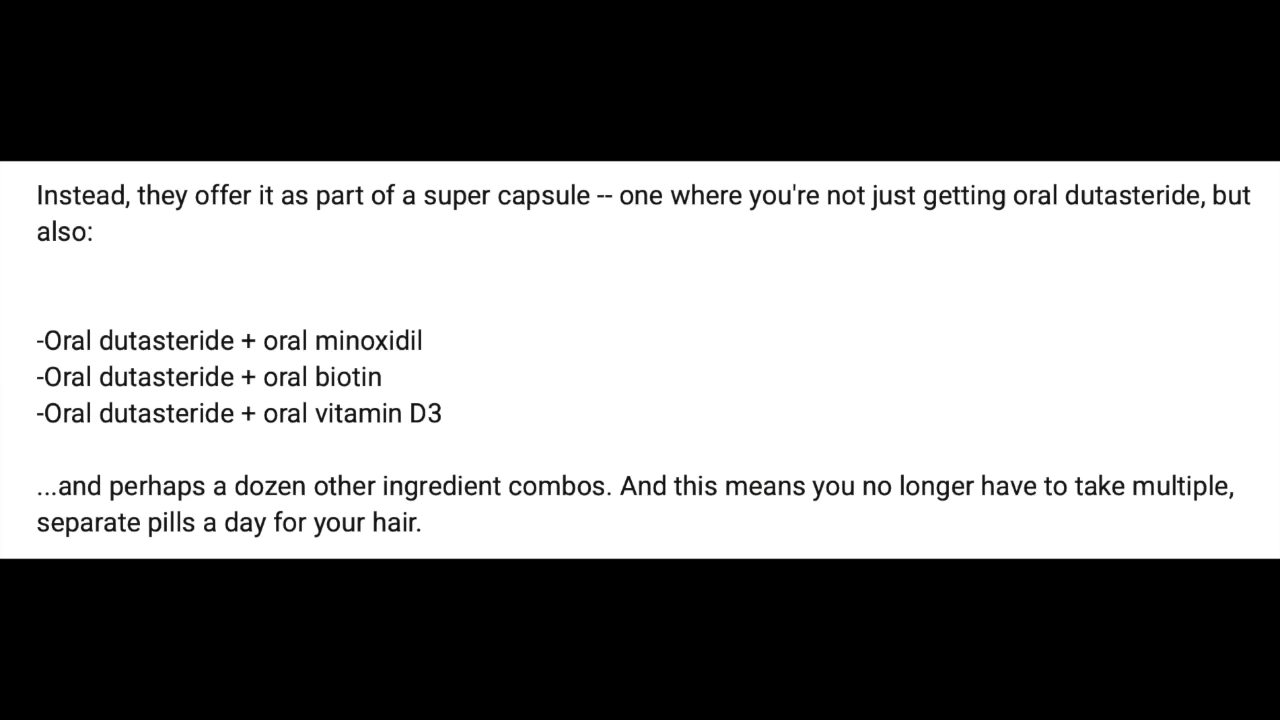 Instead, they offer it as part of a super capsule -- one where you're not just getting oral dutasteride, but
also:
-Oral dutasteride + oral minoxidil
-Oral dutasteride + oral biotin
-Oral dutasteride + oral vitamin D3
...and perhaps a dozen other ingredient combos. And this means you no longer have to take multiple,
separate pills a day for your hair.